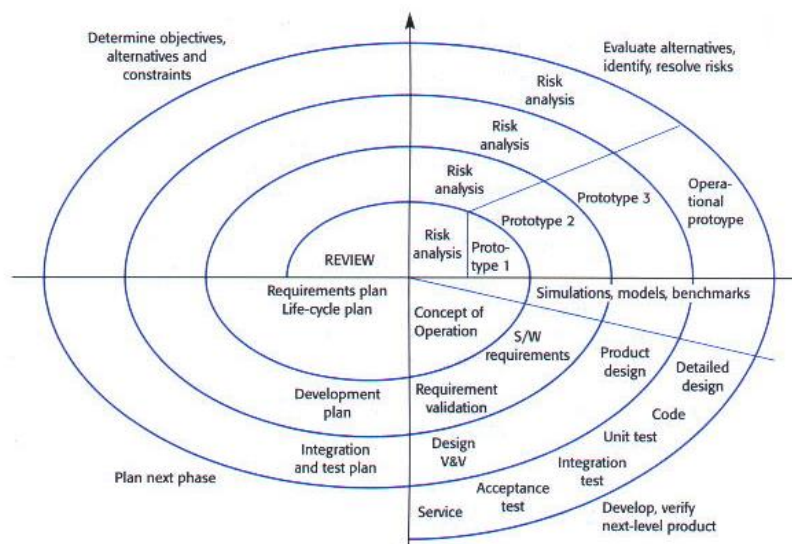 Determine objectives,
alternatives and
constraints
Evaluate alternatives,
identify, resolve risks
Risk
analysis
Risk
analysis
Risk
analysis
Risk
analysis
Proto-
type 1
Prototype 2
Prototype 3
Opera-
tional
protoype
REVIEW
Requirements plan
Life-cycle plan
Simulations, models, benchmarks
Concept of
Operation
S/W
requirements
Product
design
Detailed
design
Development
plan
Requirement
validation
Code
Unit test
Integration
and test plan
Design
V&V
Integration
test
Acceptance
test
Service
Plan next phase
Develop, verify
next-level product